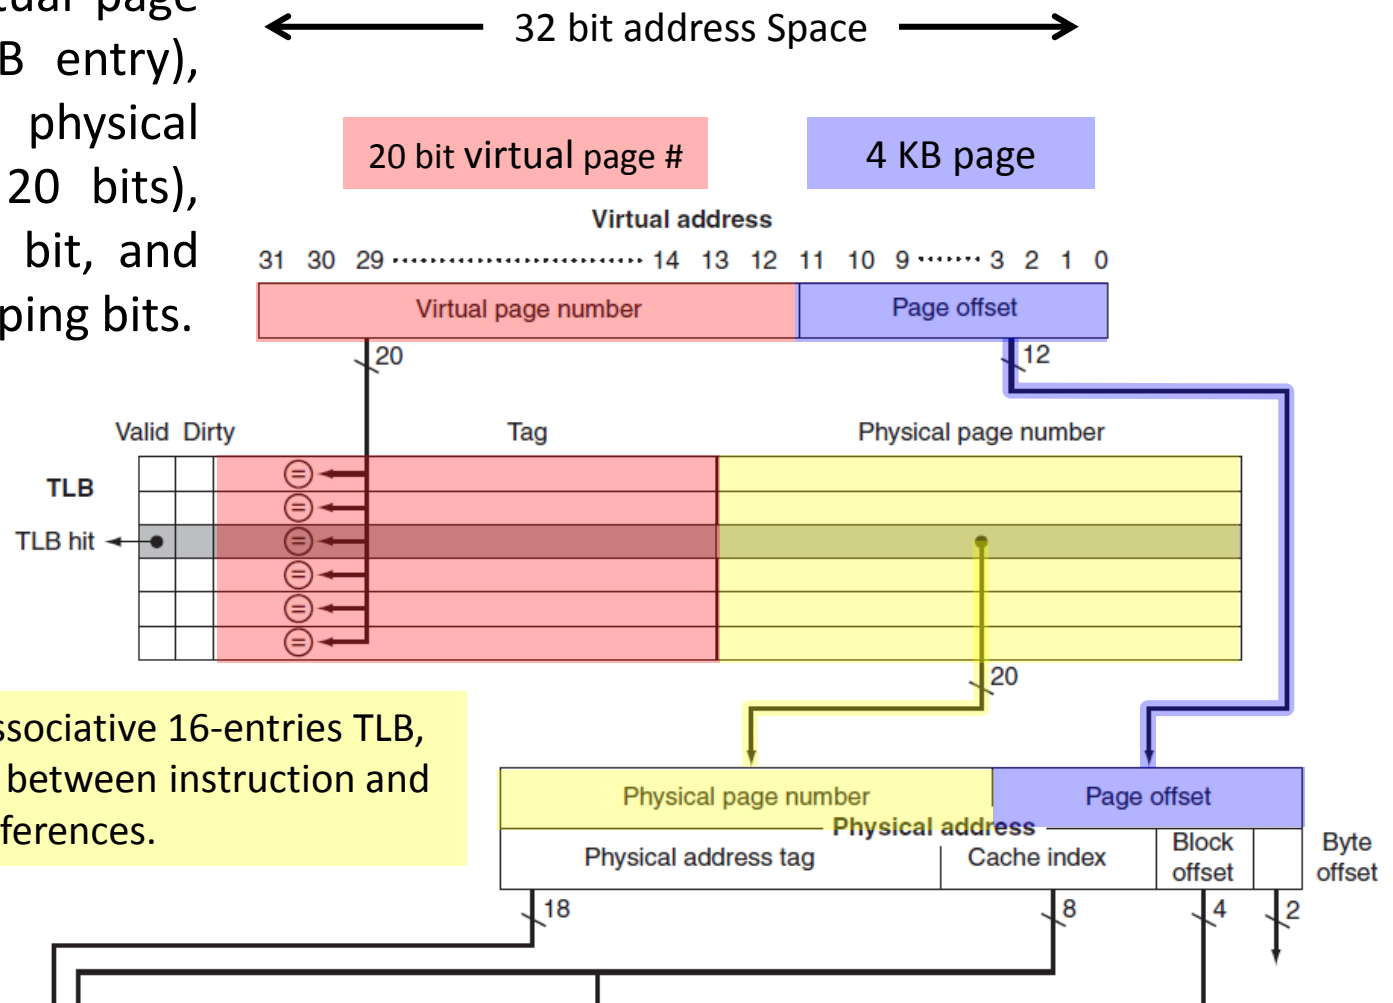 tual page
B entry),
physical
20 bits),
bit, and
ping bits.
32 bit address Space
20 bit virtual page #
4 KB page
Virtual address
31 30 29 14 13 12 11 10 9 3 2 1 0
Virtual page number
Page offset
20
12
Valid Dirty
Tag
Physical page number
TLB
=
=
TLB hit
=
=
=
=
20
ssociative 16-entries TLB,
between instruction and
ferences.
Physical page number
Page offset
Physical address
Physical address tag
Cache index
Block
offset
Byte
offset
18
8
4
2